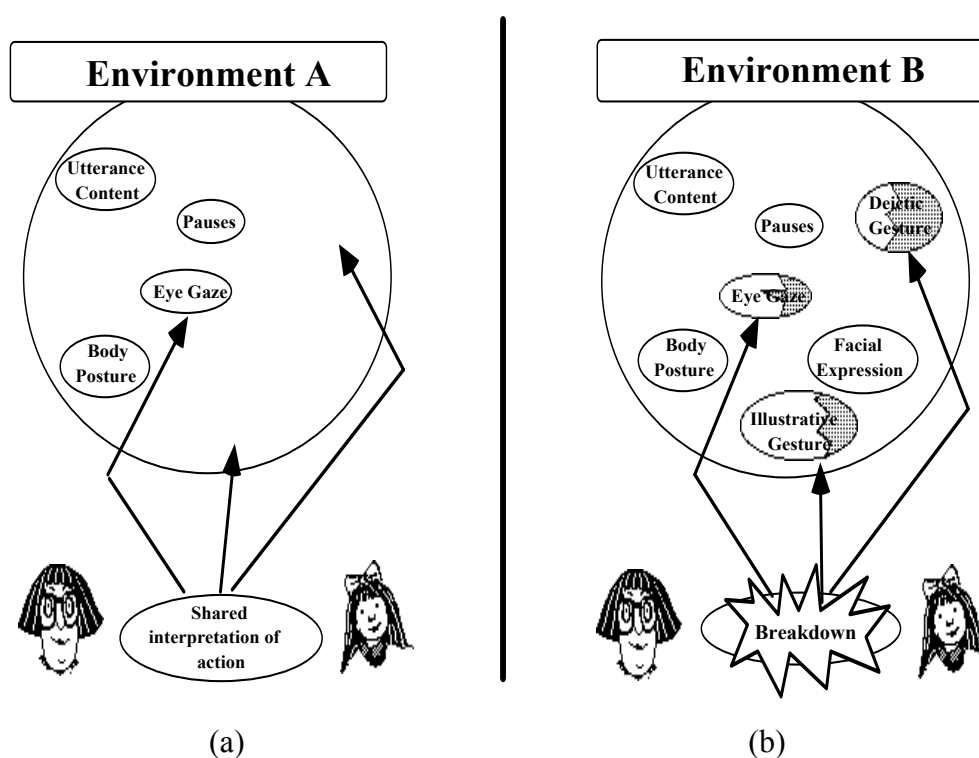 Environment A
Utterance
Content
Pauses
Eye Gaze
Body
Posture
Shared
interpretation of
action
(a)
Environment B
Utterance
Content
Deictic
Gesture
Pauses
Eye Gaze
Body
Posture
Facial
Expression
Illustrative
Gesture
Breakdown
(b)